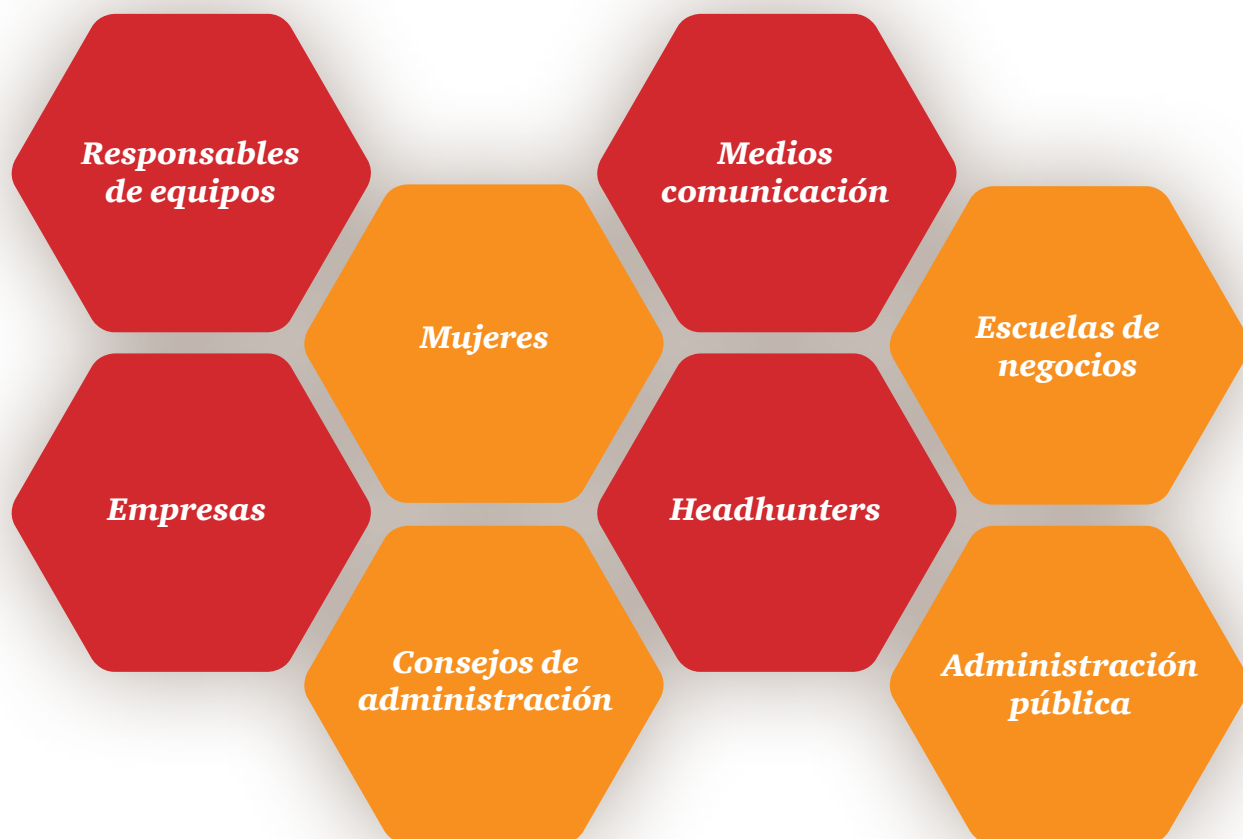 Responsables
de equipos
Medios
comunicación
Mujeres
Escuelas de
negocios
Empresas
Headhunters
Consejos de
administración
Administración
pública